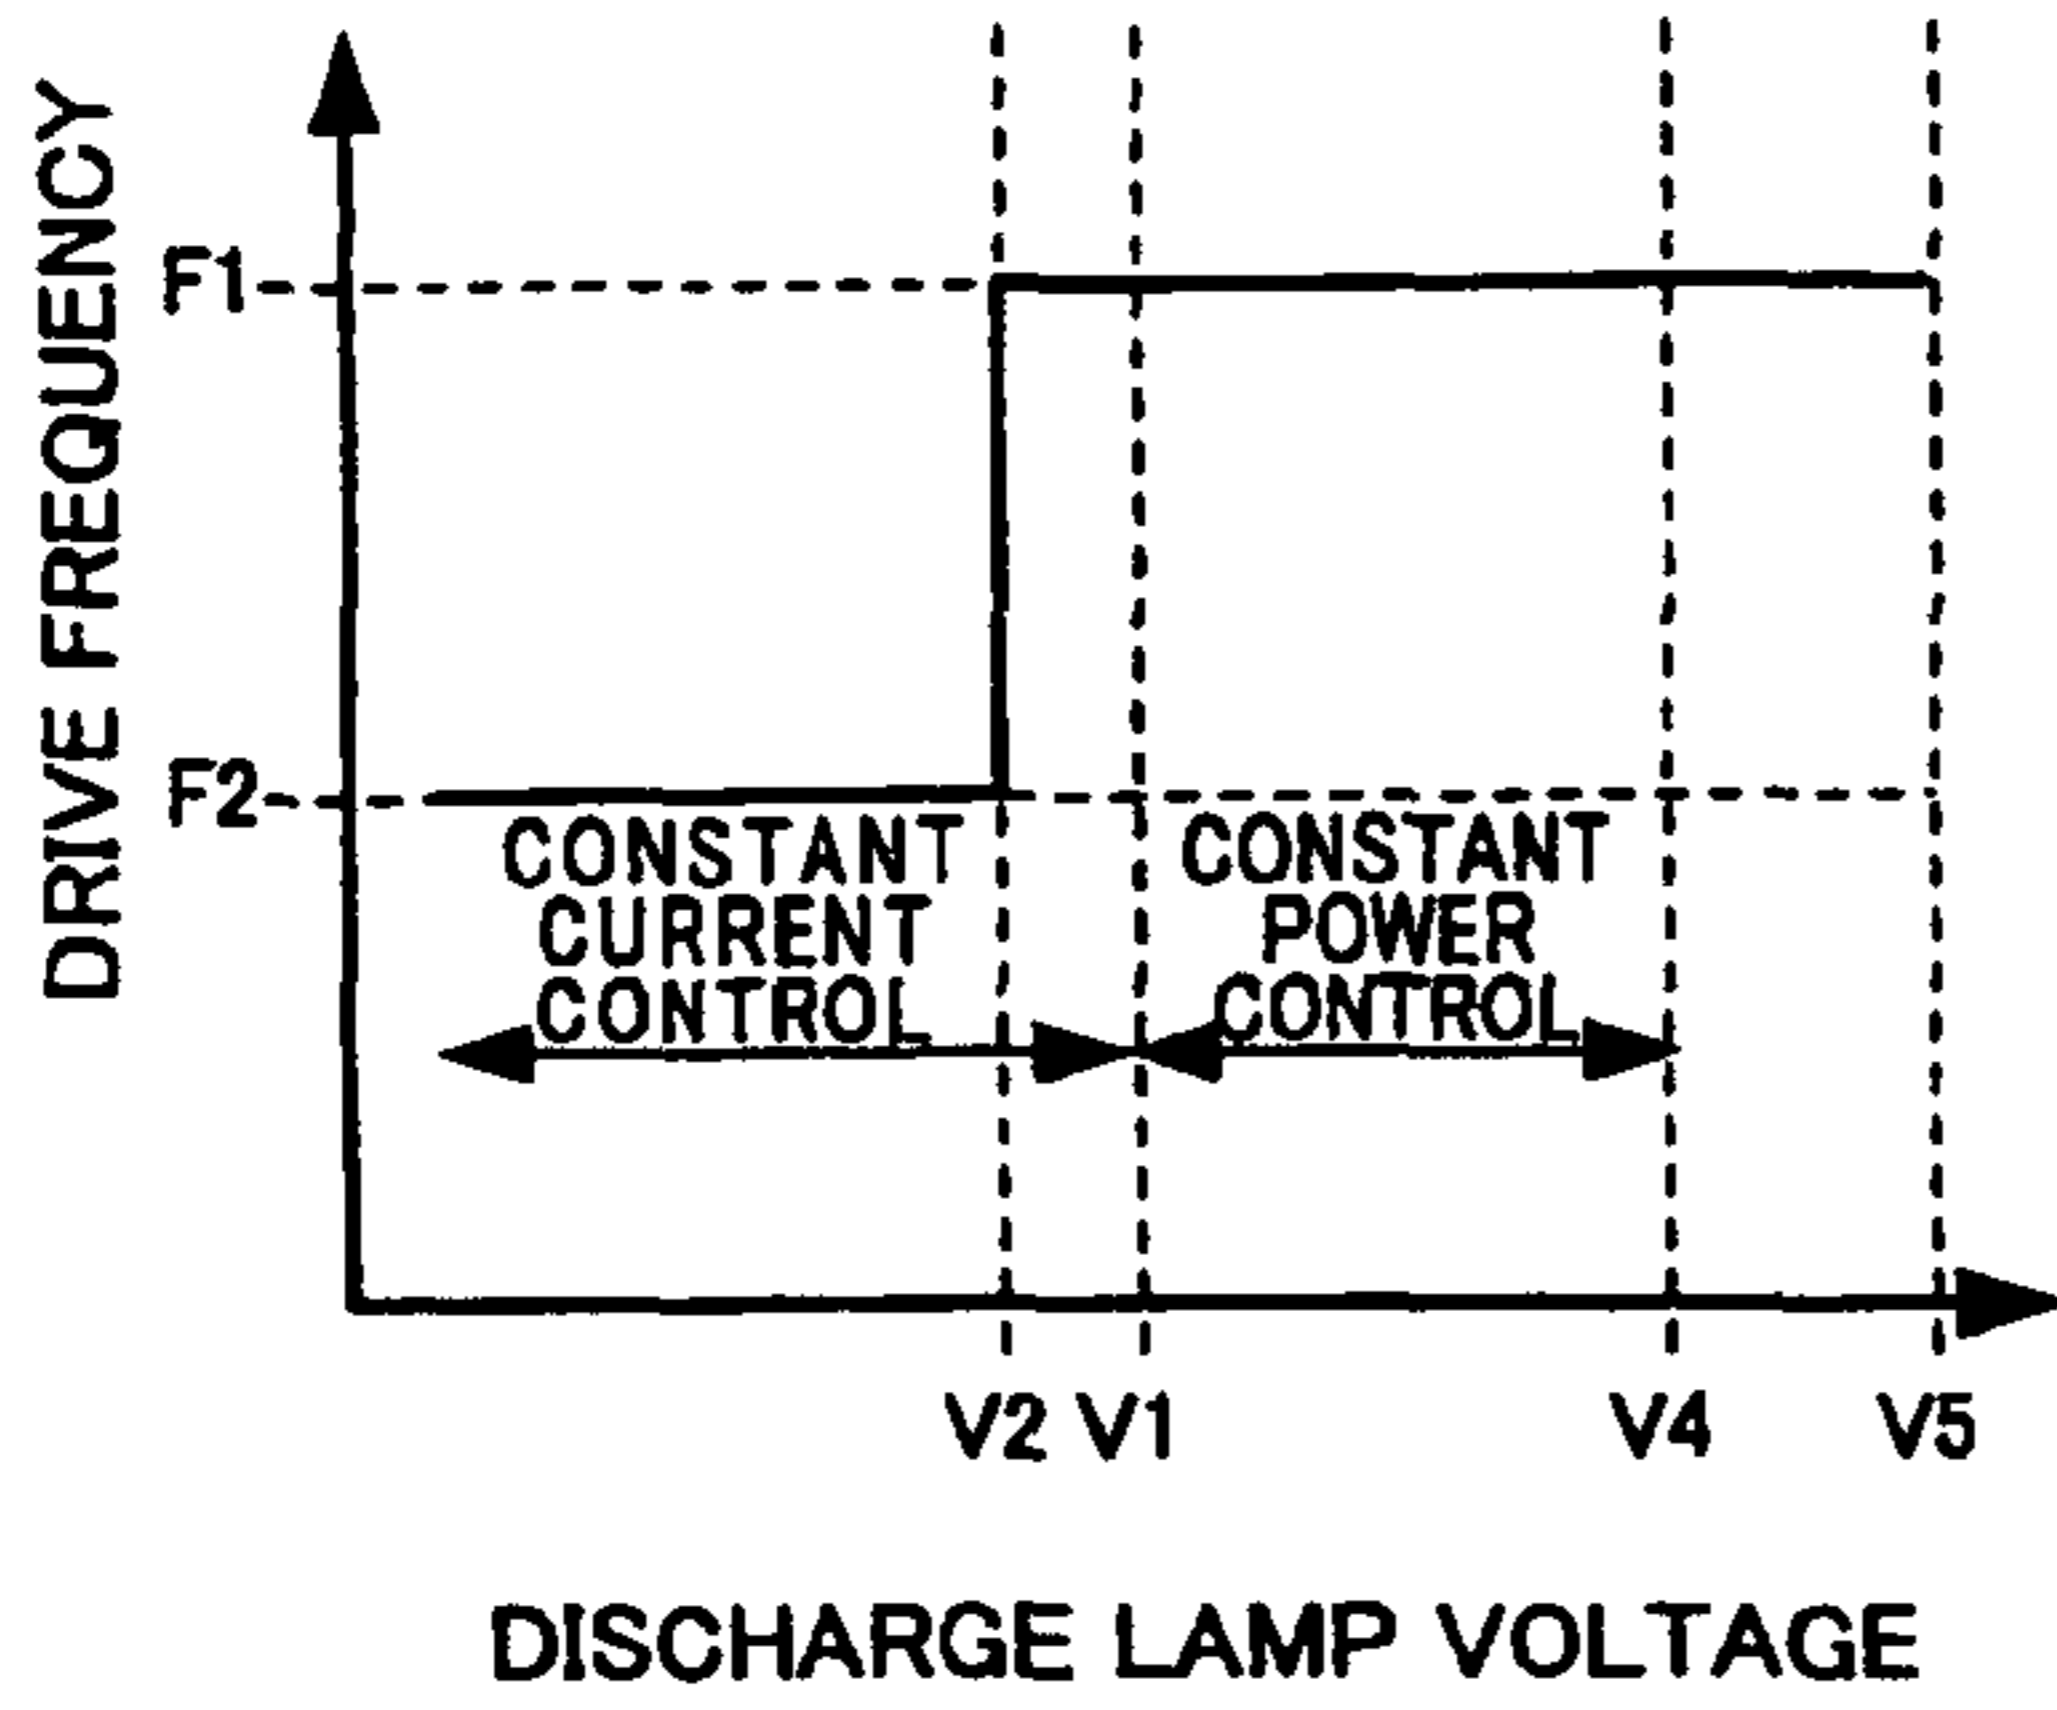 DRIVE FREQUENCY
F1
F2
CONSTANT
CURRENT
CONTROL
CONSTANT
POWER
CONTROL
V2 V1 V4 V5
DISCHARGE LAMP VOLTAGE